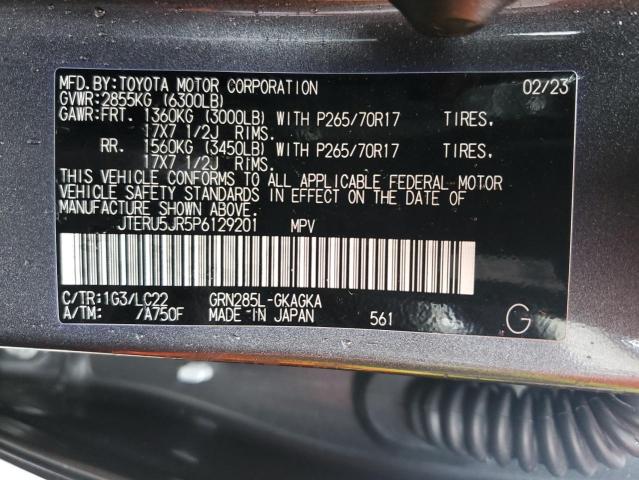 MFD.BY:TOYOTA MOTOR CORPORATION 02/23
GVWR:2855KG (6300LB)
GAWR:FRT. 1360KG (3000LB) WITH P265/70R17 TIRES,
17X7 1/2J RIMS.
RR. 1560KG (3450LB) WITH P265/70R17 TIRES,
17X7 1/2J RIMS.
THIS VEHICLE CONFORMS TO ALL APPLICABLE FEDERAL MOTOR
VEHICLE SAFETY STANDARDS IN EFFECT ON THE DATE OF
MANUFACTURE SHOWN ABOVE.
JTERU5JR5P6129201 MPV
C/TR:1G3/LC22 GRN285L-GKAGKA
A/TM: /A750F MADE IN JAPAN 561 G